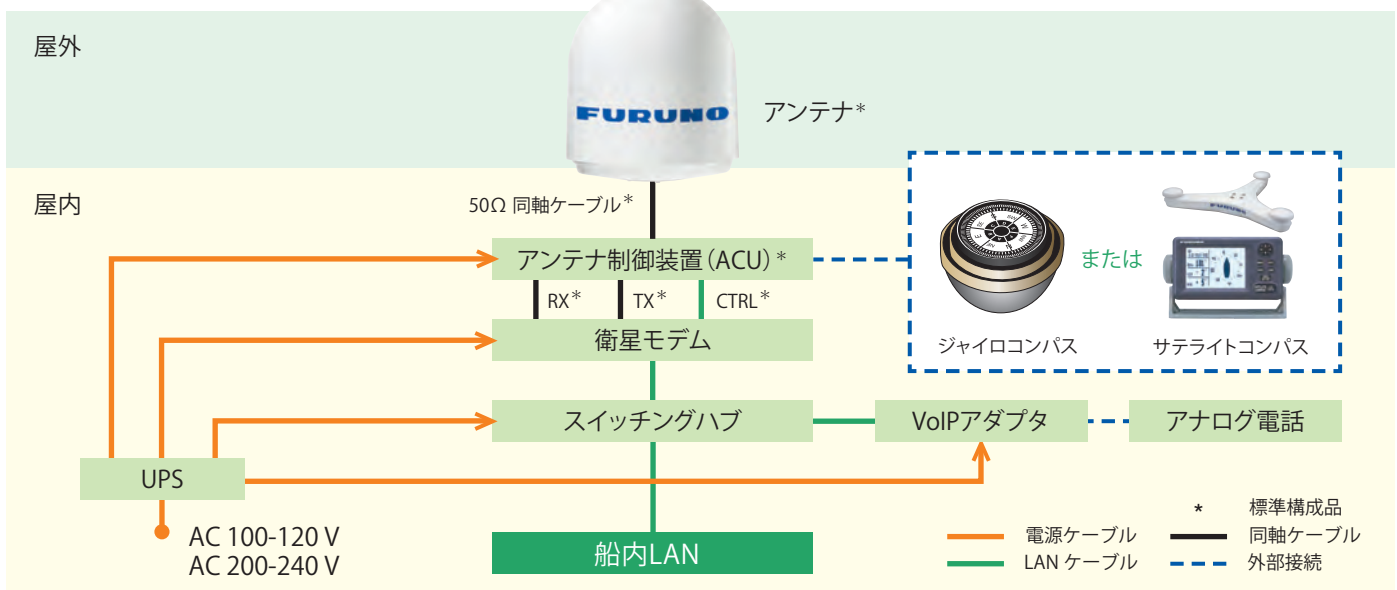 屋外
FURUNO
アンテナ*
屋内
50Ω 同軸ケーブル*
アンテナ制御装置(ACU)*
RX*
TX*
CTRL*
衛星モデム
スイッチングハブ
VoIPアダプタ
アナログ電話
または
FURUNO
ジャイロコンパス
サテライトコンパス
UPS
AC 100-120 V
AC 200-240 V
船内LAN
* 標準構成品
電源ケーブル
同軸ケーブル
LAN ケーブル
外部接続